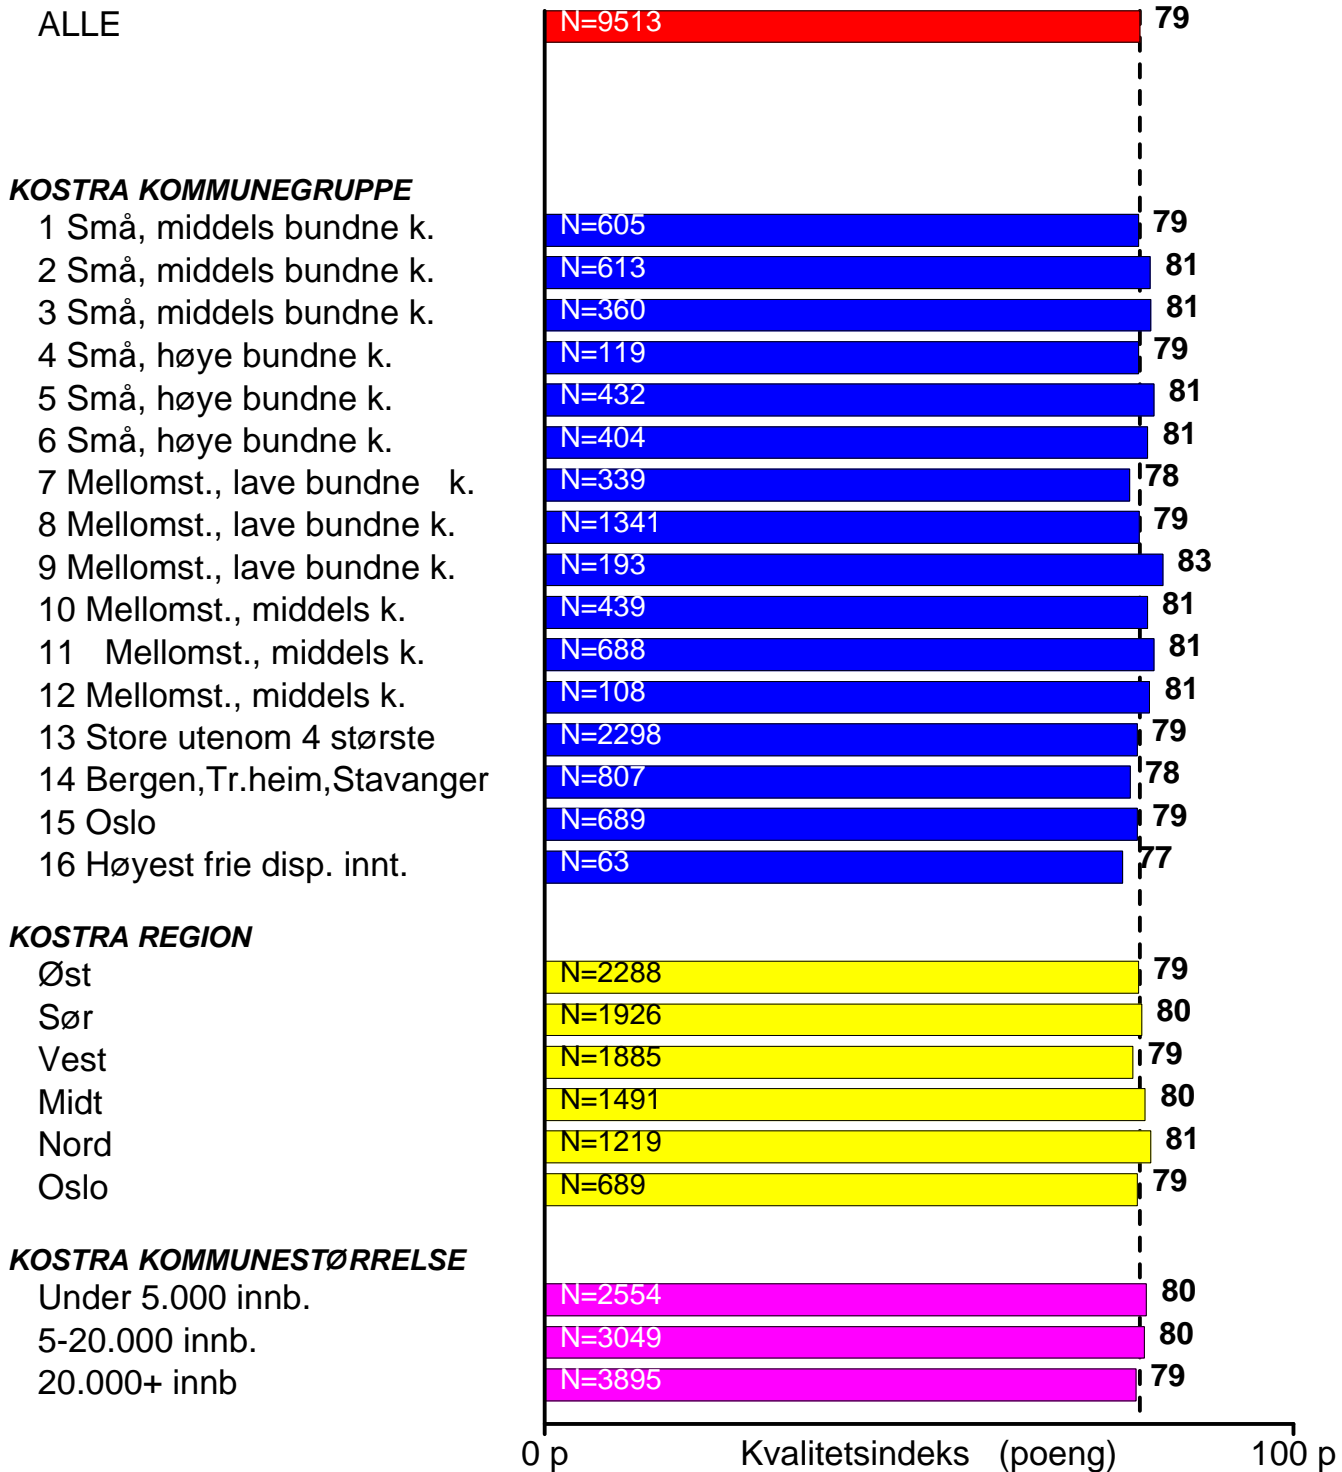 ALLE N=9513 79
KOSTRA KOMMUNEGRUPPE
1 Små, middels bundne k. N=605 79
2 Små, middels bundne k. N=613 81
3 Små, middels bundne k. N=360 81
4 Små, høye bundne k. N=119 79
5 Små, høye bundne k. N=432 81
6 Små, høye bundne k. N=404 81
7 Mellomst., lave bundne k. N=339 78
8 Mellomst., lave bundne k. N=1341 79
9 Mellomst., lave bundne k. N=193 83
10 Mellomst., middels k. N=439 81
11 Mellomst., middels k. N=688 81
12 Mellomst., middels k. N=108 81
13 Store utenom 4 største N=2298 79
14 Bergen,Tr.heim,Stavanger N=807 78
15 Oslo N=689 79
16 Høyest frie disp. innt. N=63 77
KOSTRA REGION
Øst N=2288 79
Sør N=1926 80
Vest N=1885 79
Midt N=1491 80
Nord N=1219 81
Oslo N=689 79
KOSTRA KOMMUNESTØRRELSE
Under 5.000 innb. N=2554 80
5-20.000 innb. N=3049 80
20.000+ innb N=3895 79
0 p Kvalitetsindeks (poeng) 100 p